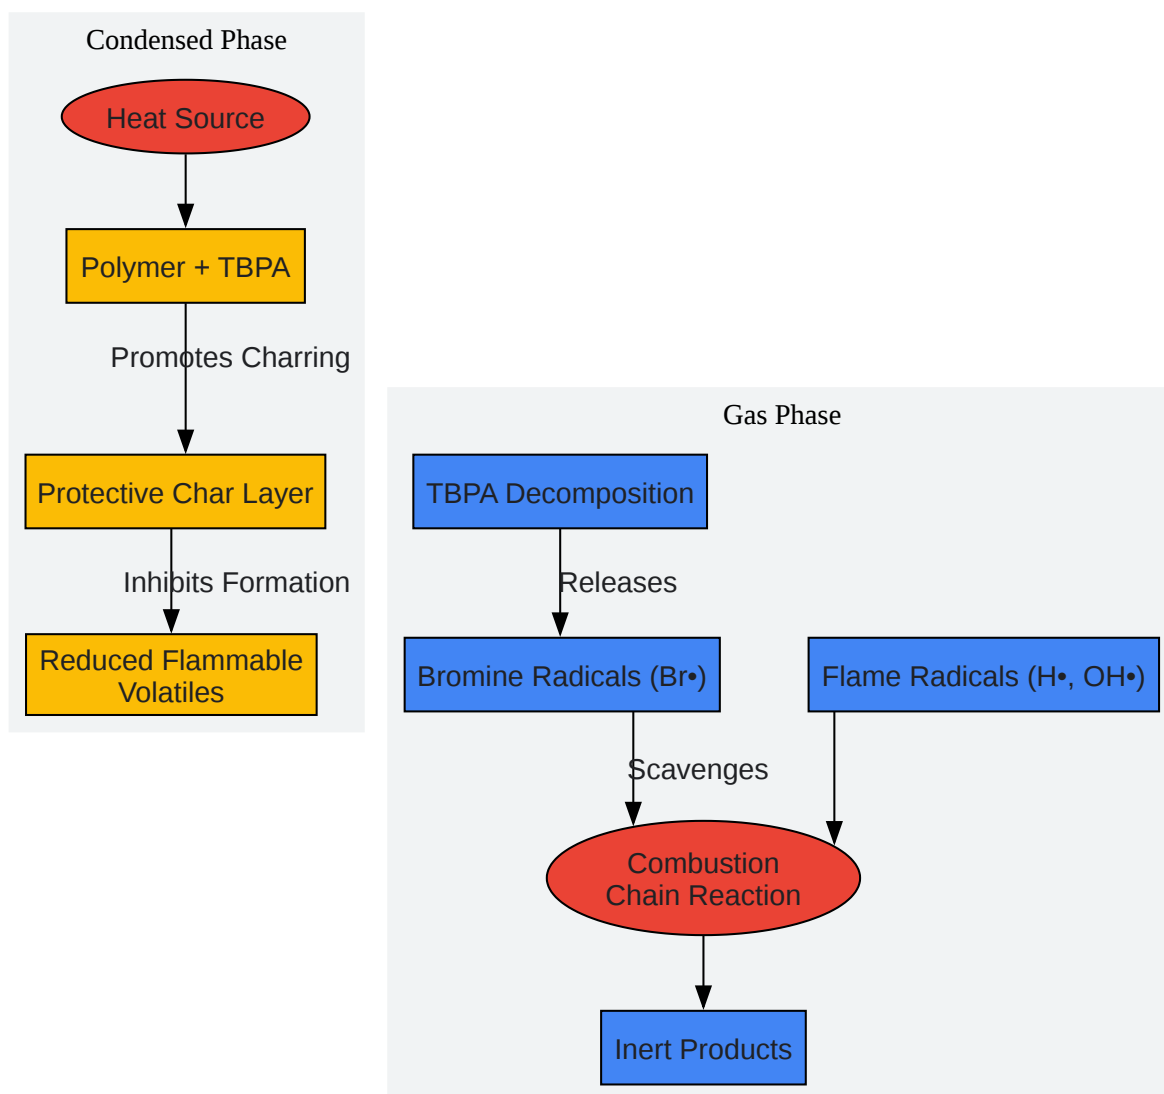 Condensed Phase
Heat Source
Polymer + TBPA
Promotes Charring
Protective Char Layer
Inhibits Formation
Reduced Flammable
Volatiles
Gas Phase
TBPA Decomposition
Releases
Bromine Radicals (Br•)
Flame Radicals (H•, OH•)
Scavenges
Combustion
Chain Reaction
Inert Products